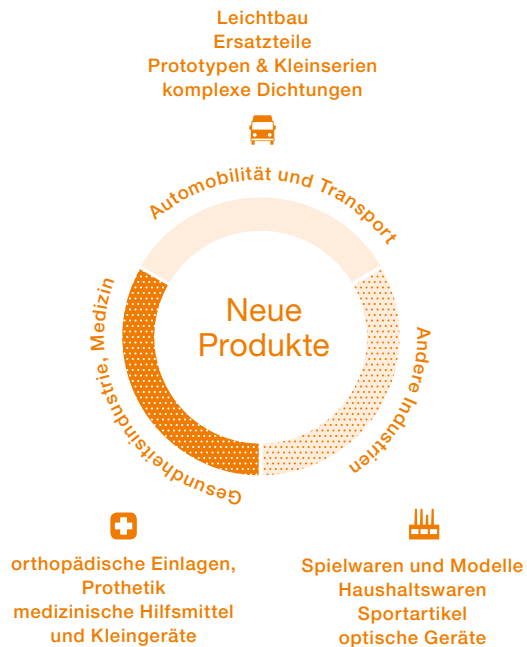 Leichtbau
Ersatzteile
Prototypen & Kleinserien
komplexe Dichtungen
Automobilität und Transport
Neue
Produkte
Gesundheitsindustrie, Medizin
Andere Industrien
orthopädische Einlagen,
Prothetik
medizinische Hilfsmittel
und Kleingeräte
Spielwaren und Modelle
Haushaltswaren
Sportartikel
optische Geräte